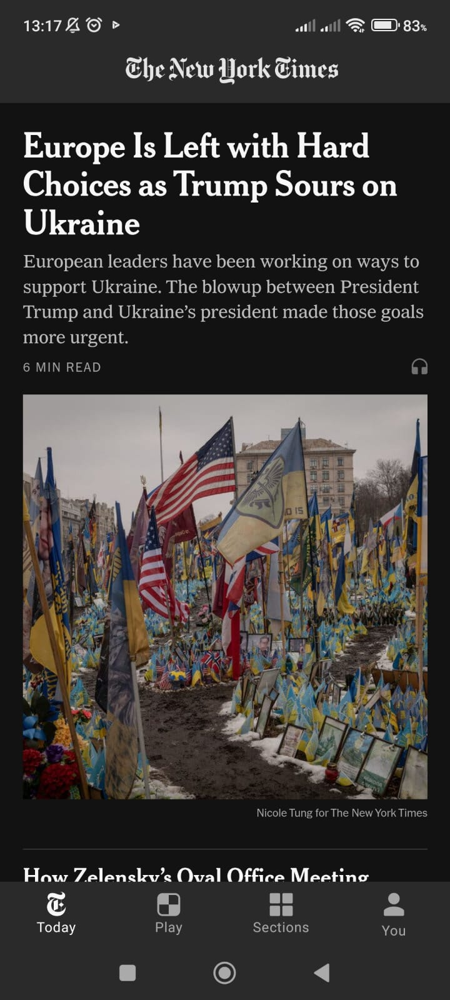 13:17
83%
The New York Times
Europe Is Left with Hard
Choices as Trump Sours on
Ukraine
European leaders have been working on ways to
support Ukraine. The blowup between President
Trump and Ukraine’s president made those goals
more urgent.
6 MIN READ
Nicole Tung for The New York Times
How Zelensky’s Oval Office Meeting
Today
Play
Sections
You